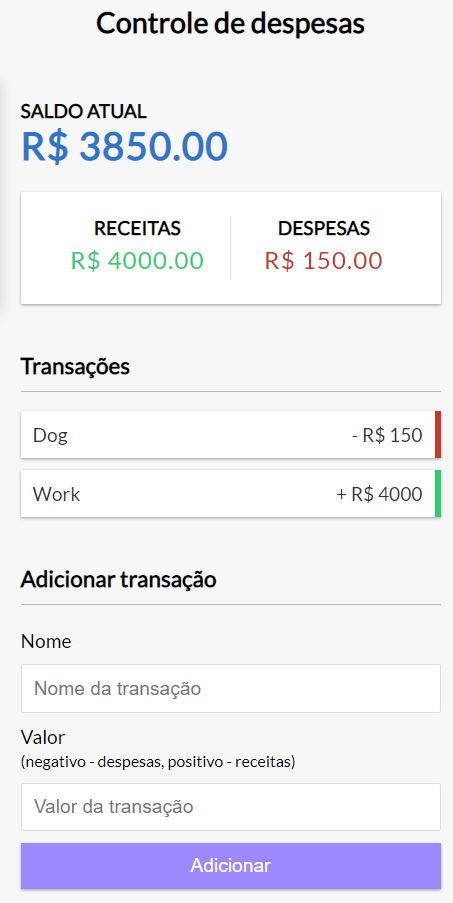 Controle de despesas
SALDO ATUAL
R$ 3850.00
RECEITAS DESPESAS
R$ 4000.00 R$ 150.00
Transações
Dog - R$ 150
Work + R$ 4000
Adicionar transação
Nome
Nome da transação
Valor
(negativo - despesas, positivo - receitas)
Valor da transação
Adicionar